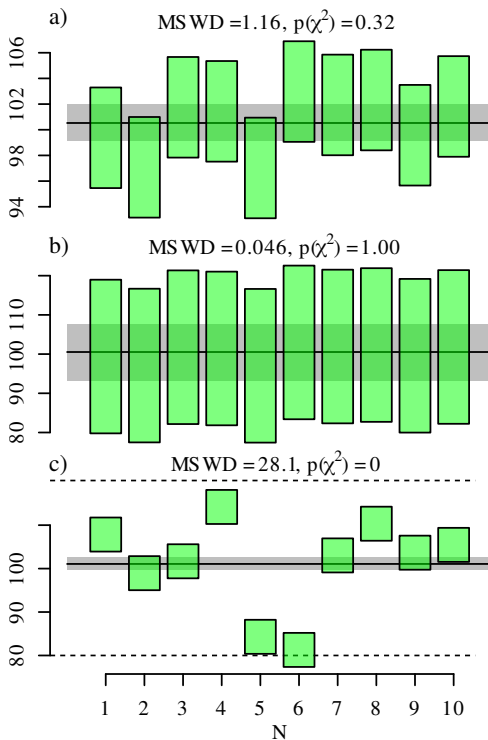 a)
MSWD =1.16, p(χ²)=0.32
106
102
98
94
b)
MSWD =0.046, p(χ²)=1.00
110
100
90
80
c)
MSWD =28.1, p(χ²)=0
100
90
80
1 2 3 4 5 6 7 8 9 10
N